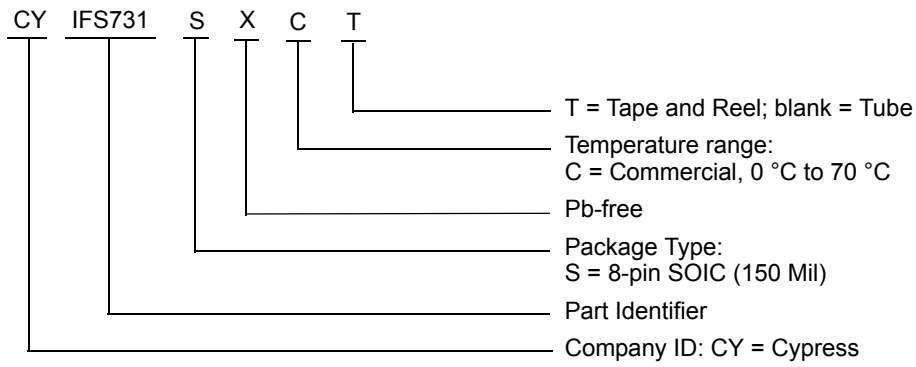 CY IFS731 S X C T
T = Tape and Reel; blank = Tube
Temperature range:
C = Commercial, 0 °C to 70 °C
Pb-free
Package Type:
S = 8-pin SOIC (150 Mil)
Part Identifier
Company ID: CY = Cypress